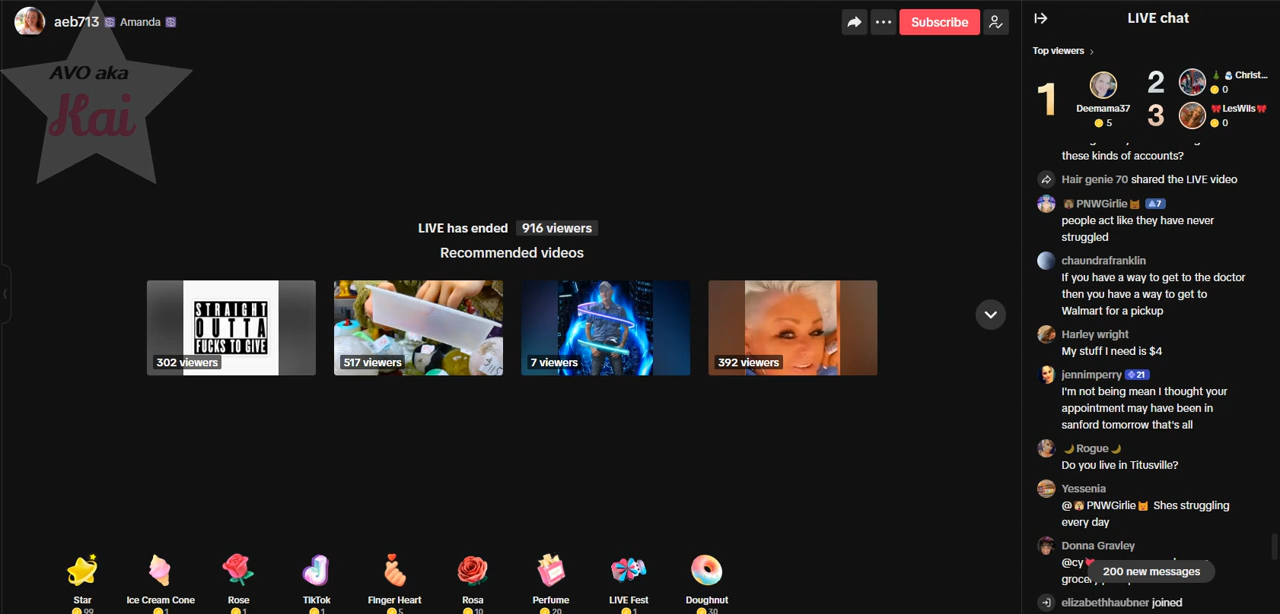 aeb713 Amanda
Subscribe
AVO aka
Kai
LIVE has ended 916 viewers
Recommended videos
STRAIGHT
OUTTA
FUCKS TO GIVE
302 viewers
517 viewers
7 viewers
392 viewers
Star
99
Ice Cream Cone
1
Rose
1
TikTok
1
Finger Heart
5
Rosa
10
Perfume
20
LIVE Fest
1
Doughnut
30
LIVE chat
Top viewers
1
Deemama37
5
2
Christ...
0
3
LesWils
0
these kinds of accounts?
Hair genie 70 shared the LIVE video
PNWGirlie 7
people act like they have never
struggled
chaundrafranklin
If you have a way to get to the doctor
then you have a way to get to
Walmart for a pickup
Harley wright
My stuff I need is $4
jennimperry 21
I'm not being mean I thought your
appointment may have been in
sanford tomorrow that's all
Rogue
Do you live in Titusville?
Yessenia
@PNWGirlie Shes struggling
every day
Donna Gravley
@cy
200 new messages
elizabethhaubner joined